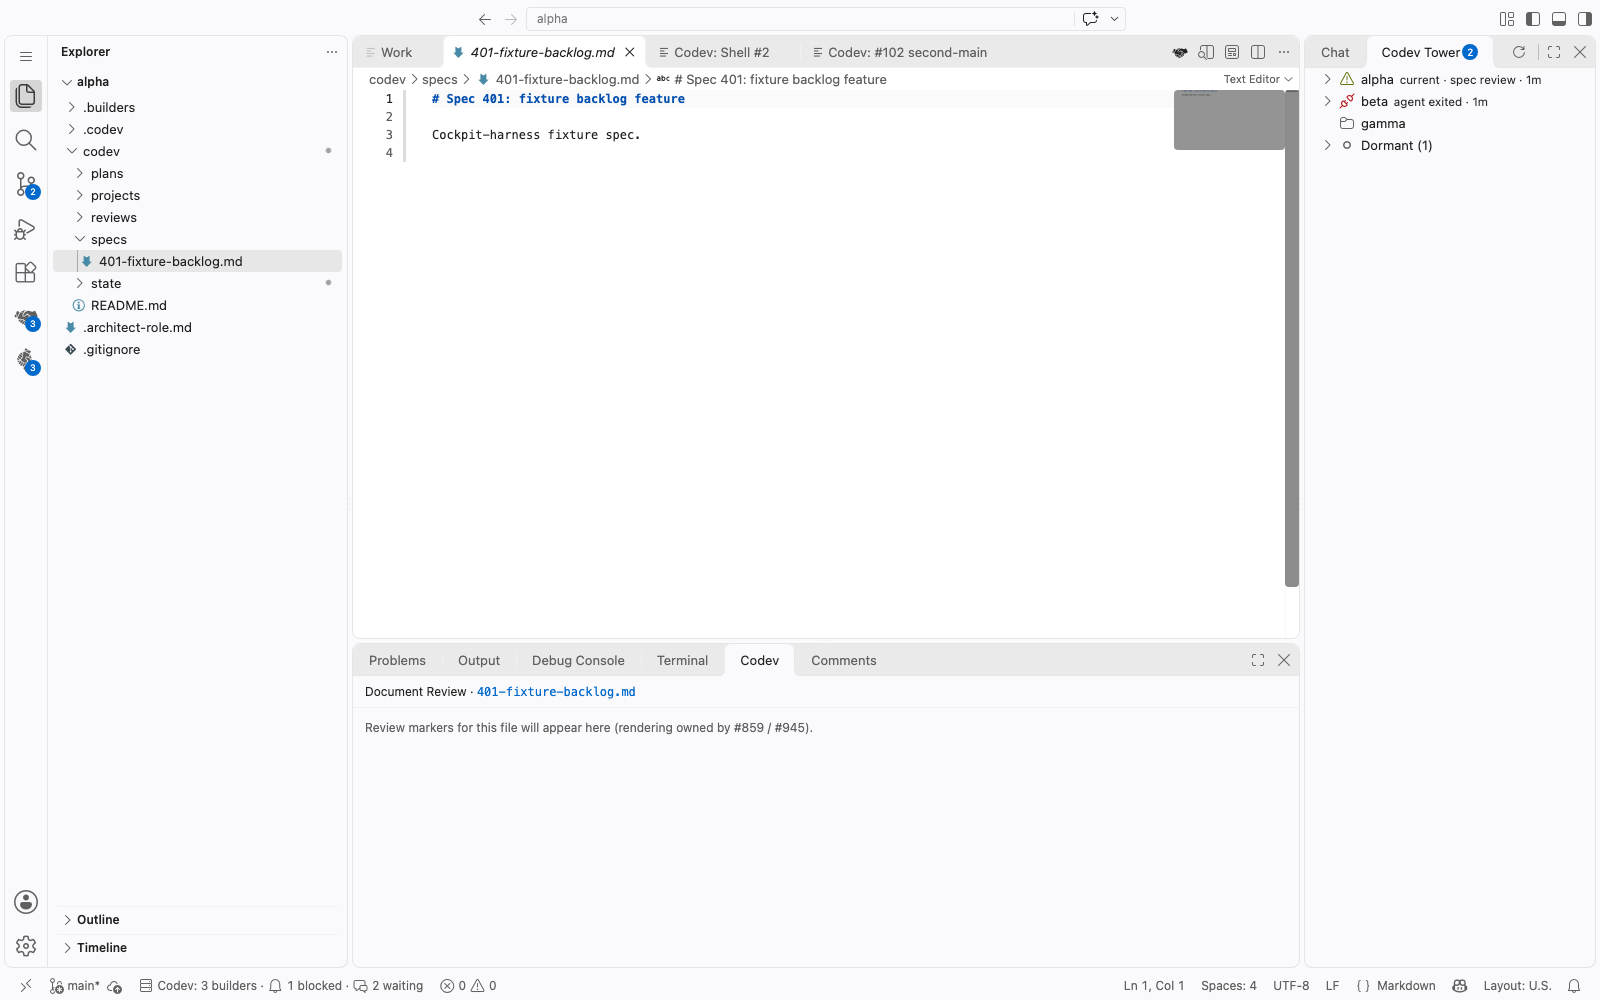 alpha
Explorer
alpha
.builders
.codev
codev
plans
projects
reviews
specs
401-fixture-backlog.md
state
README.md
.architect-role.md
.gitignore
2
3
3
Outline
Timeline
Work
401-fixture-backlog.md
Codev: Shell #2
Codev: #102 second-main
codev > specs > 401-fixture-backlog.md > abc # Spec 401: fixture backlog feature
Text Editor
1 # Spec 401: fixture backlog feature
2
3 Cockpit-harness fixture spec.
4
Problems Output Debug Console Terminal Codev Comments
Document Review · 401-fixture-backlog.md
Review markers for this file will appear here (rendering owned by #859 / #945).
Chat Codev Tower 2
alpha current · spec review · 1m
beta agent exited · 1m
gamma
Dormant (1)
main* Codev: 3 builders · 1 blocked · 2 waiting 0 0
Ln 1, Col 1 Spaces: 4 UTF-8 LF { } Markdown Layout: U.S.